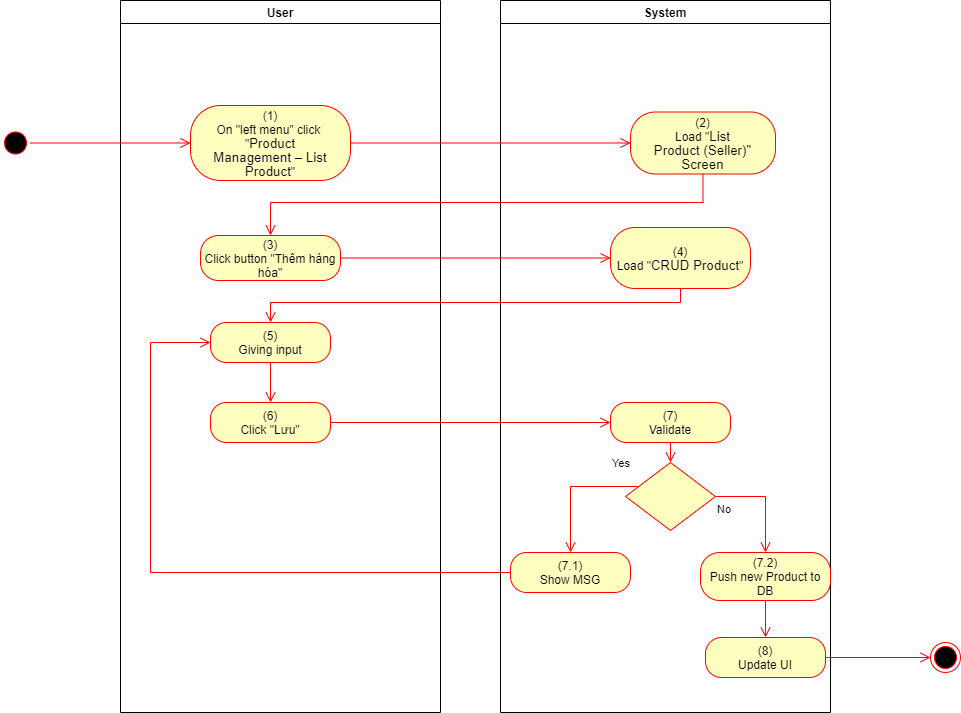 User
System
(1)
On "left menu" click
"Product
Management – List
Product"
(2)
Load "List
Product (Seller)"
Screen
(3)
Click button "Thêm hàng
hóa"
(4)
Load "CRUD Product"
(5)
Giving input
(6)
Click "Lưu"
(7)
Validate
Yes
No
(7.1)
Show MSG
(7.2)
Push new Product to
DB
(8)
Update UI